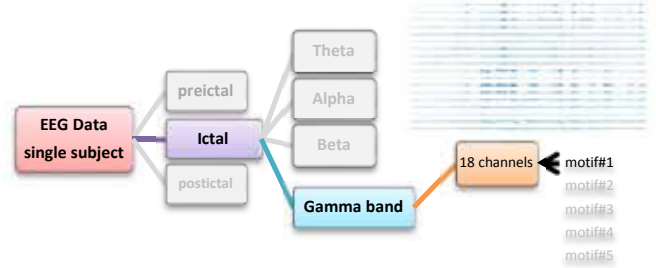 EEG Data
single subject
preictal
Ictal
postictal
Theta
Alpha
Beta
Gamma band
18 channels
motif#1
motif#2
motif#3
motif#4
motif#5